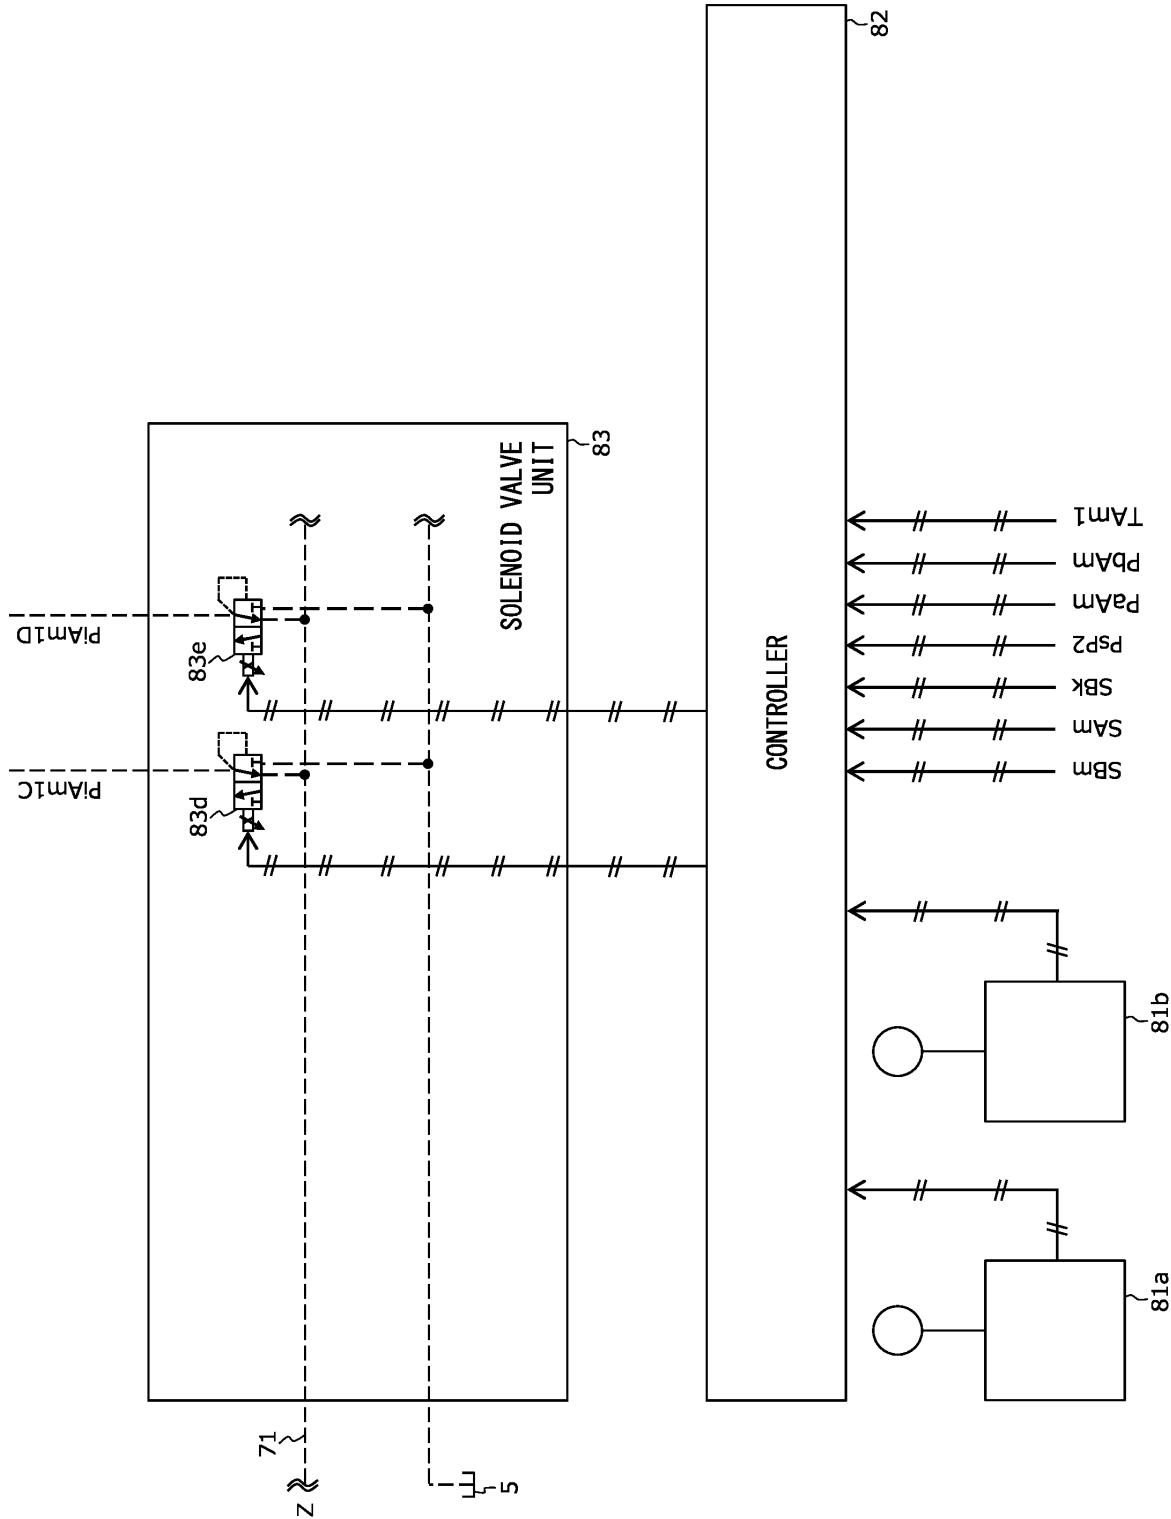 PiAm1C
PiAm1D
83d
83e
SOLENOID VALVE
UNIT
83
71
Z
5
CONTROLLER
82
SBm
SAm
SBk
PsP2
PaAm
PbAm
TAm1
81a
81b